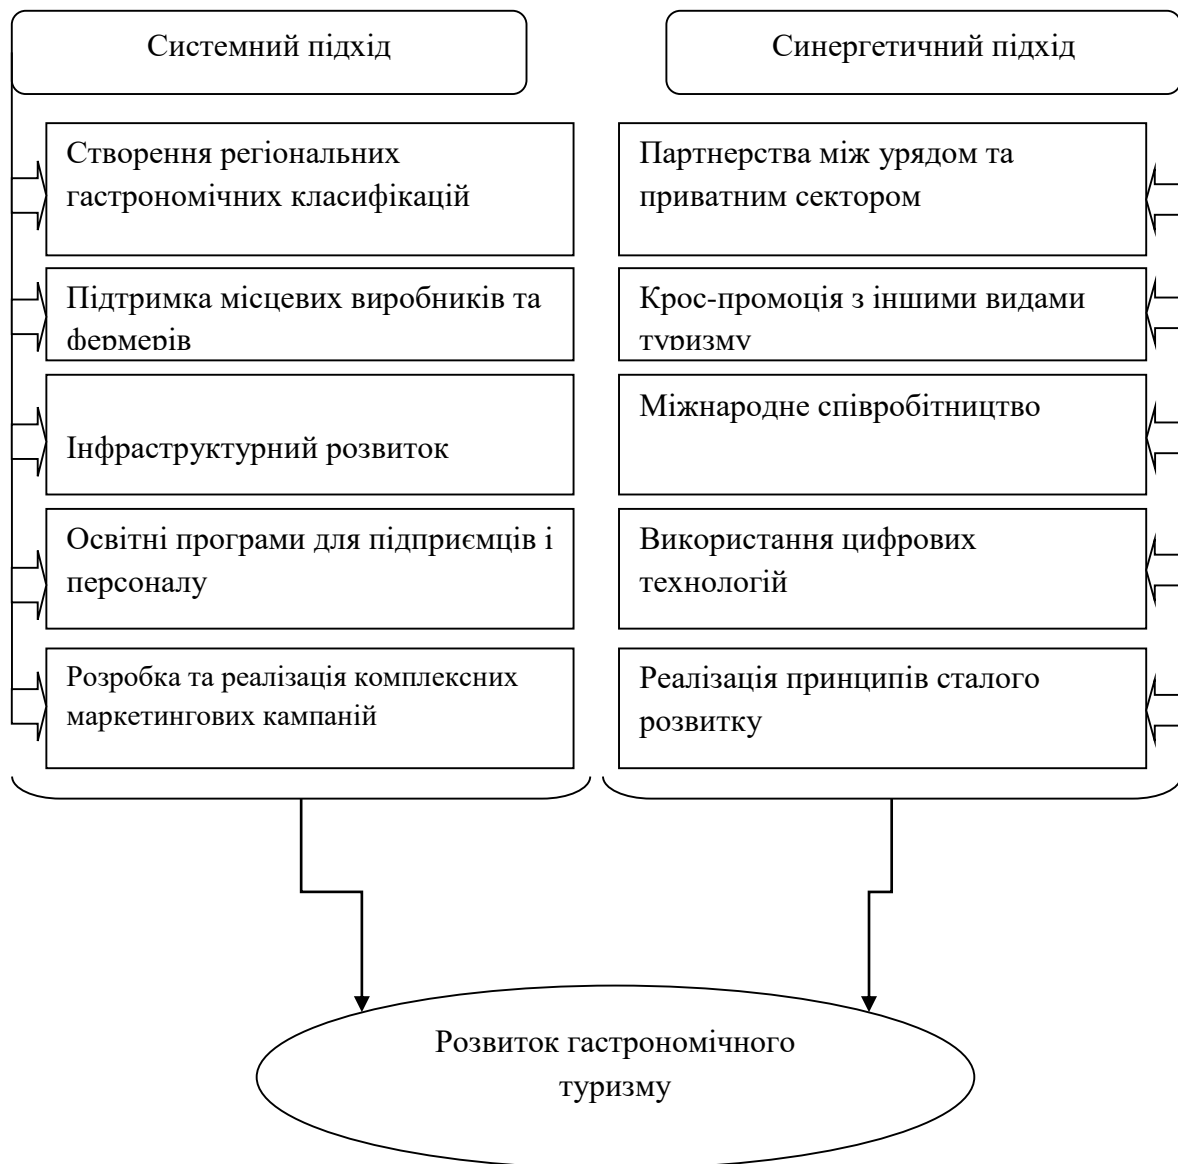 Системний підхід
Синергетичний підхід
Створення регіональних
гастрономічних класифікацій
Партнерства між урядом та
приватним сектором
Підтримка місцевих виробників та
фермерів
Крос-промоція з іншими видами
туризму
Інфраструктурний розвиток
Міжнародне співробітництво
Освітні програми для підприємців і
персоналу
Використання цифрових
технологій
Розробка та реалізація комплексних
маркетингових кампаній
Реалізація принципів сталого
розвитку
Розвиток гастрономічного
туризму